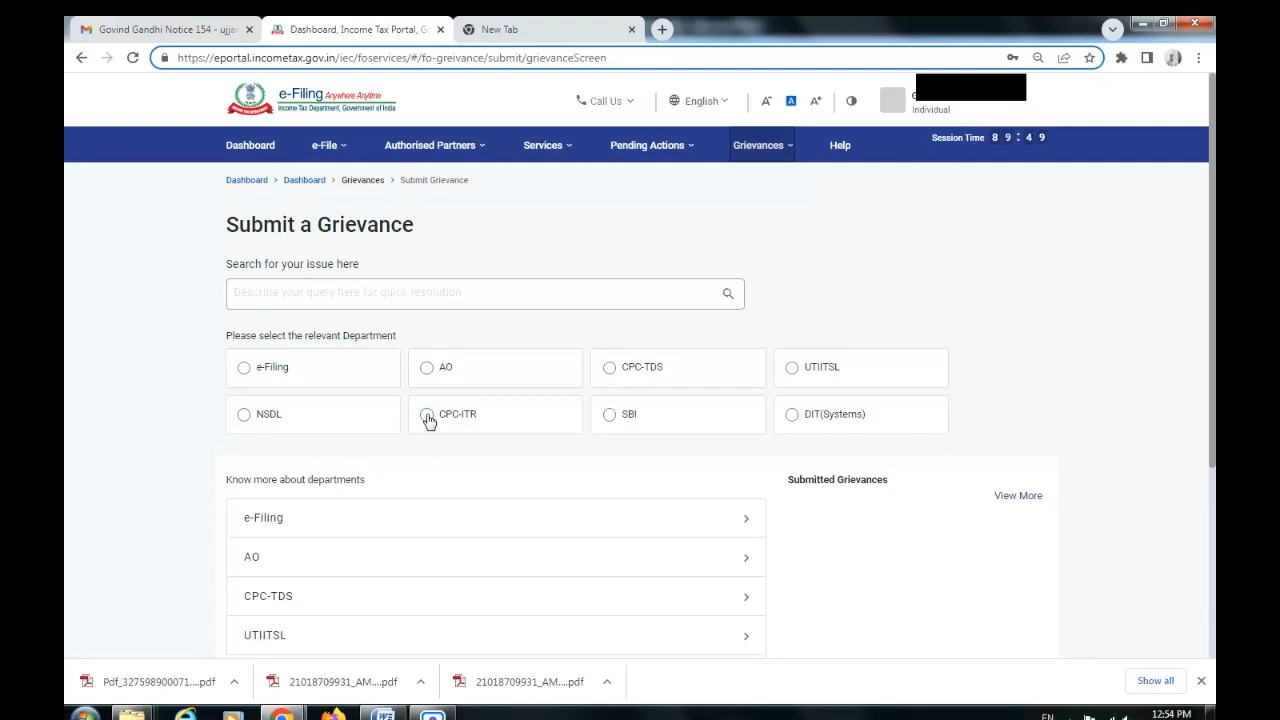 Govind Gandhi Notice 154 - ujja
Dashboard, Income Tax Portal, Go
New Tab
https://eportal.incometax.gov.in/iec/foservices/#/fo-greivance/submit/grievanceScreen
e-Filing Anywhere Anytime
Income Tax Department, Government of India
Call Us
English
A-
A
A+
G
Individual
Dashboard
e-File
Authorised Partners
Services
Pending Actions
Grievances
Help
Session Time 8 9 : 4 9
Dashboard > Dashboard > Grievances > Submit Grievance
Submit a Grievance
Search for your issue here
Describe your query here for quick resolution
Please select the relevant Department
e-Filing
AO
CPC-TDS
UTIITSL
NSDL
CPC-ITR
SBI
DIT(Systems)
Know more about departments
Submitted Grievances
View More
e-Filing
AO
CPC-TDS
UTIITSL
Pdf_327598900071....pdf
21018709931_AM....pdf
21018709931_AM....pdf
Show all
EN
12:54 PM